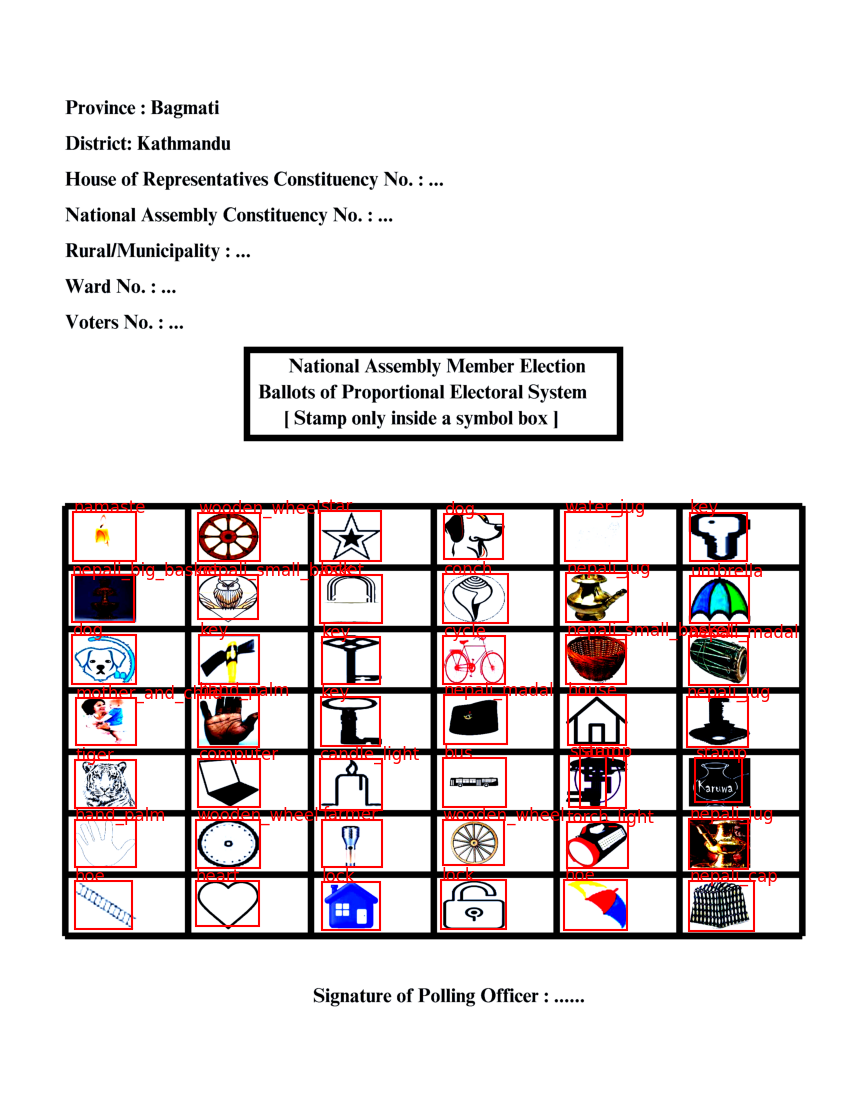 Province : Bagmati
District: Kathmandu
House of Representatives Constituency No. : ...
National Assembly Constituency No. : ...
Rural/Municipality : ...
Ward No. : ...
Voters No. : ...
National Assembly Member Election
Ballots of Proportional Electoral System
[ Stamp only inside a symbol box ]
namaste wooden_wheel star dog water_jug key
nepali_big_basket nepali_small_basket conch nepali_jug umbrella
dog key key cycle nepali_small_basket nepali_madal
mother_and_child hand_palm key nepali_madal house nepali_jug
tiger computer candle_light bus stamp stamp
Karuwa
hand_palm wooden_wheel farmer wooden_wheel torch_light nepali_jug
hoe heart lock lock hoe nepali_cap
Signature of Polling Officer : ......